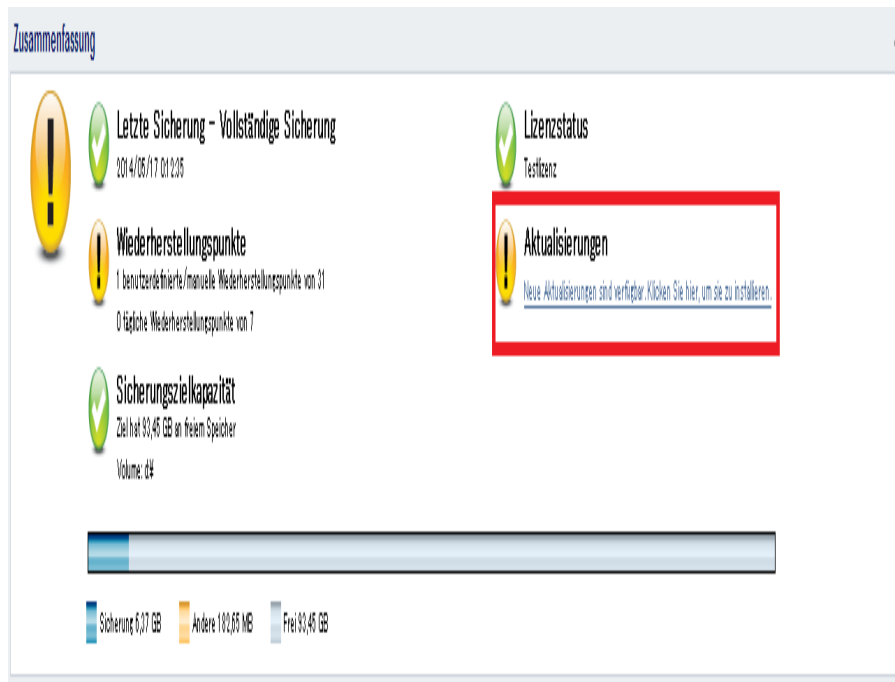 Zusammenfassung
Letzte Sicherung - Vollständige Sicherung
2014/05/17 01:23:35
Wiederherstellungspunkte
1 benutzerdefinierte/manuelle Wiederherstellungspunkte von 31
0 tägliche Wiederherstellungspunkte von 7
Sicherungszielkapazität
Ziel hat 93,45 GB an freiem Speicher
Volume: d:¥
Lizenzstatus
Testlizenz
Aktualisierungen
Neue Aktualisierungen sind verfügbar. Klicken Sie hier, um sie zu installieren.
Sicherung 6,37 GB
Andere 182,65 MB
Frei 93,45 GB